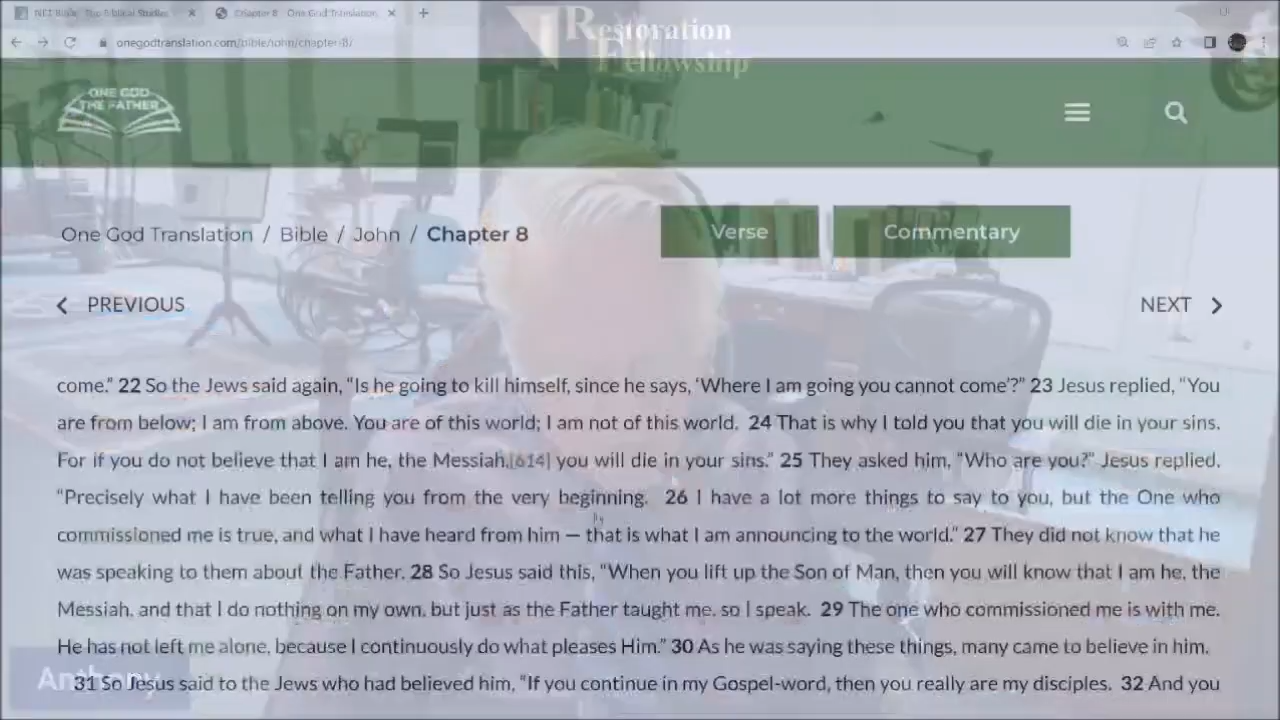 NET Bible
Chapter 8 - One God Translation
Restoration
Fellowship
onegodtranslation.com/bible/john/chapter-8/
ONE GOD
THE FATHER
One God Translation / Bible / John / Chapter 8
Verse
Commentary
PREVIOUS
NEXT
come.” 22 So the Jews said again, “Is he going to kill himself, since he says, ‘Where I am going you cannot come’?” 23 Jesus replied, “You
are from below; I am from above. You are of this world; I am not of this world. 24 That is why I told you that you will die in your sins.
For if you do not believe that I am he, the Messiah,[614] you will die in your sins.” 25 They asked him, “Who are you?” Jesus replied,
“Precisely what I have been telling you from the very beginning. 26 I have a lot more things to say to you, but the One who
commissioned me is true, and what I have heard from him — that is what I am announcing to the world.” 27 They did not know that he
was speaking to them about the Father. 28 So Jesus said this, “When you lift up the Son of Man, then you will know that I am he, the
Messiah, and that I do nothing on my own, but just as the Father taught me, so I speak. 29 The one who commissioned me is with me.
He has not left me alone, because I continuously do what pleases Him.” 30 As he was saying these things, many came to believe in him.
Anthony
31 So Jesus said to the Jews who had believed him, “If you continue in my Gospel-word, then you really are my disciples. 32 And you